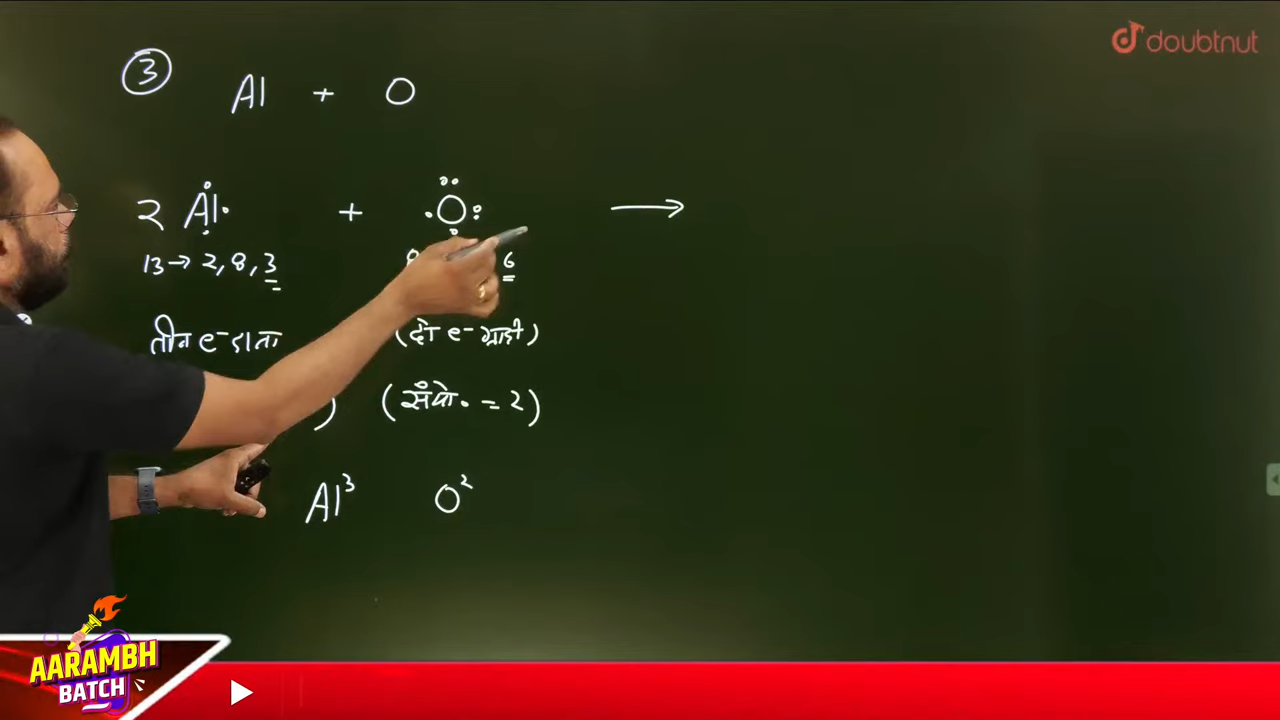 doubtnut
③ Al + O
2 Al + O →
13→ 2, 8, 3 6
तीन e⁻ दाता (दो e⁻ ग्राही)
) (संयो. = 2)
Al³ O²
AARAMBH
BATCH